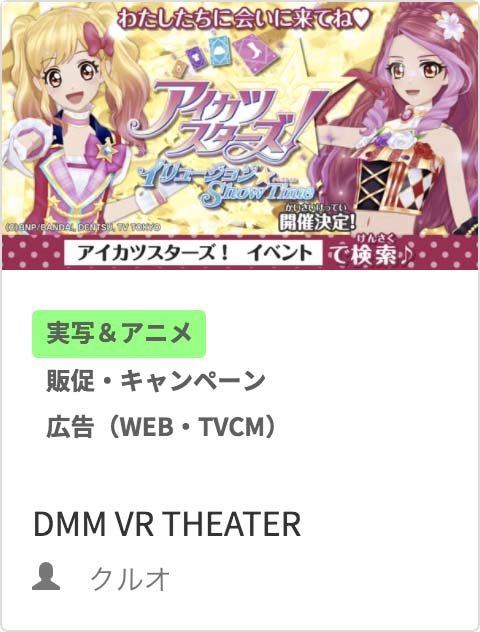 わたしたちに会いに来てね♥
アイカツ
スターズ!
イリュージョン
Show Time
かいさいけってい
開催決定!
(C)BNP/BANDAI, DENTSU, TV TOKYO
けんさく
アイカツスターズ! イベント で検索♪
実写＆アニメ
販促・キャンペーン
広告（WEB・TVCM）
DMM VR THEATER
クルオ